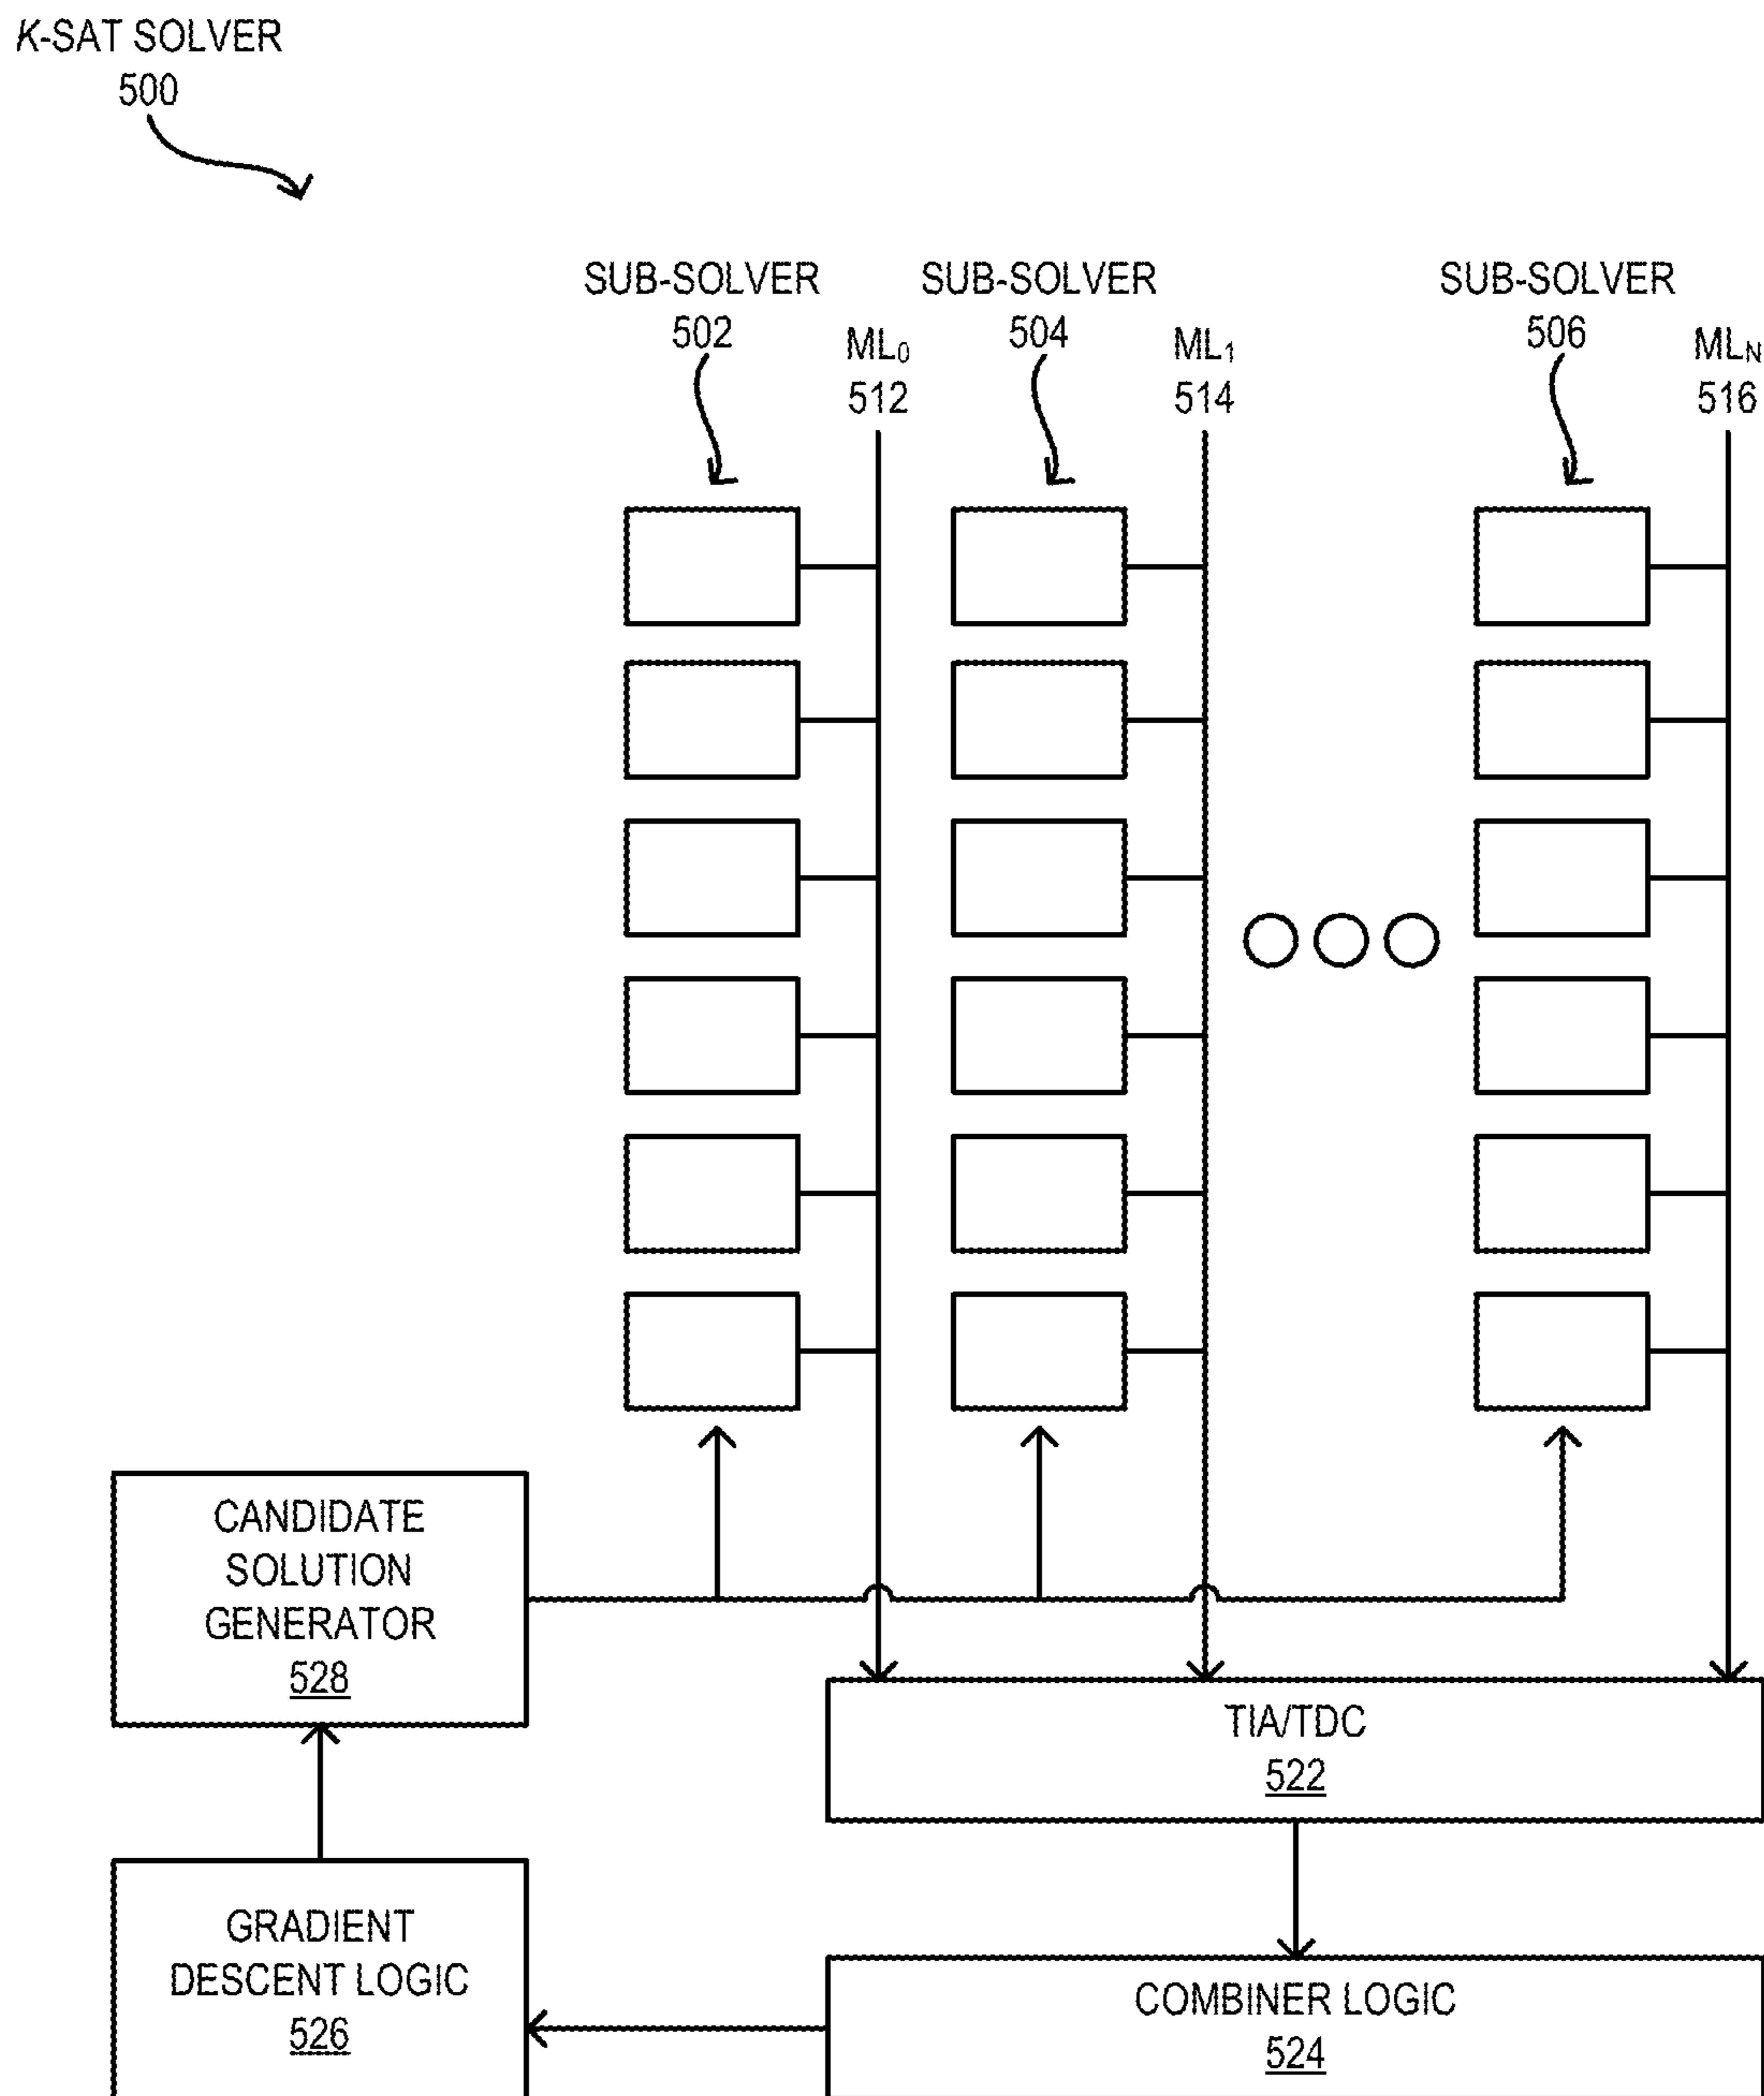 K-SAT SOLVER
500
SUB-SOLVER
502
ML0
512
SUB-SOLVER
504
ML1
514
SUB-SOLVER
506
MLN
516
CANDIDATE
SOLUTION
GENERATOR
528
TIA/TDC
522
GRADIENT
DESCENT LOGIC
526
COMBINER LOGIC
524